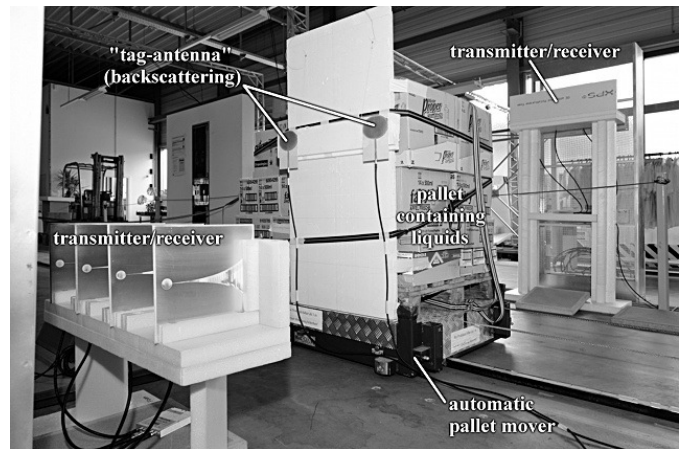 "tag-antenna"
(backscattering)
transmitter/receiver
pallet
containing
liquids
transmitter/receiver
automatic
pallet mover